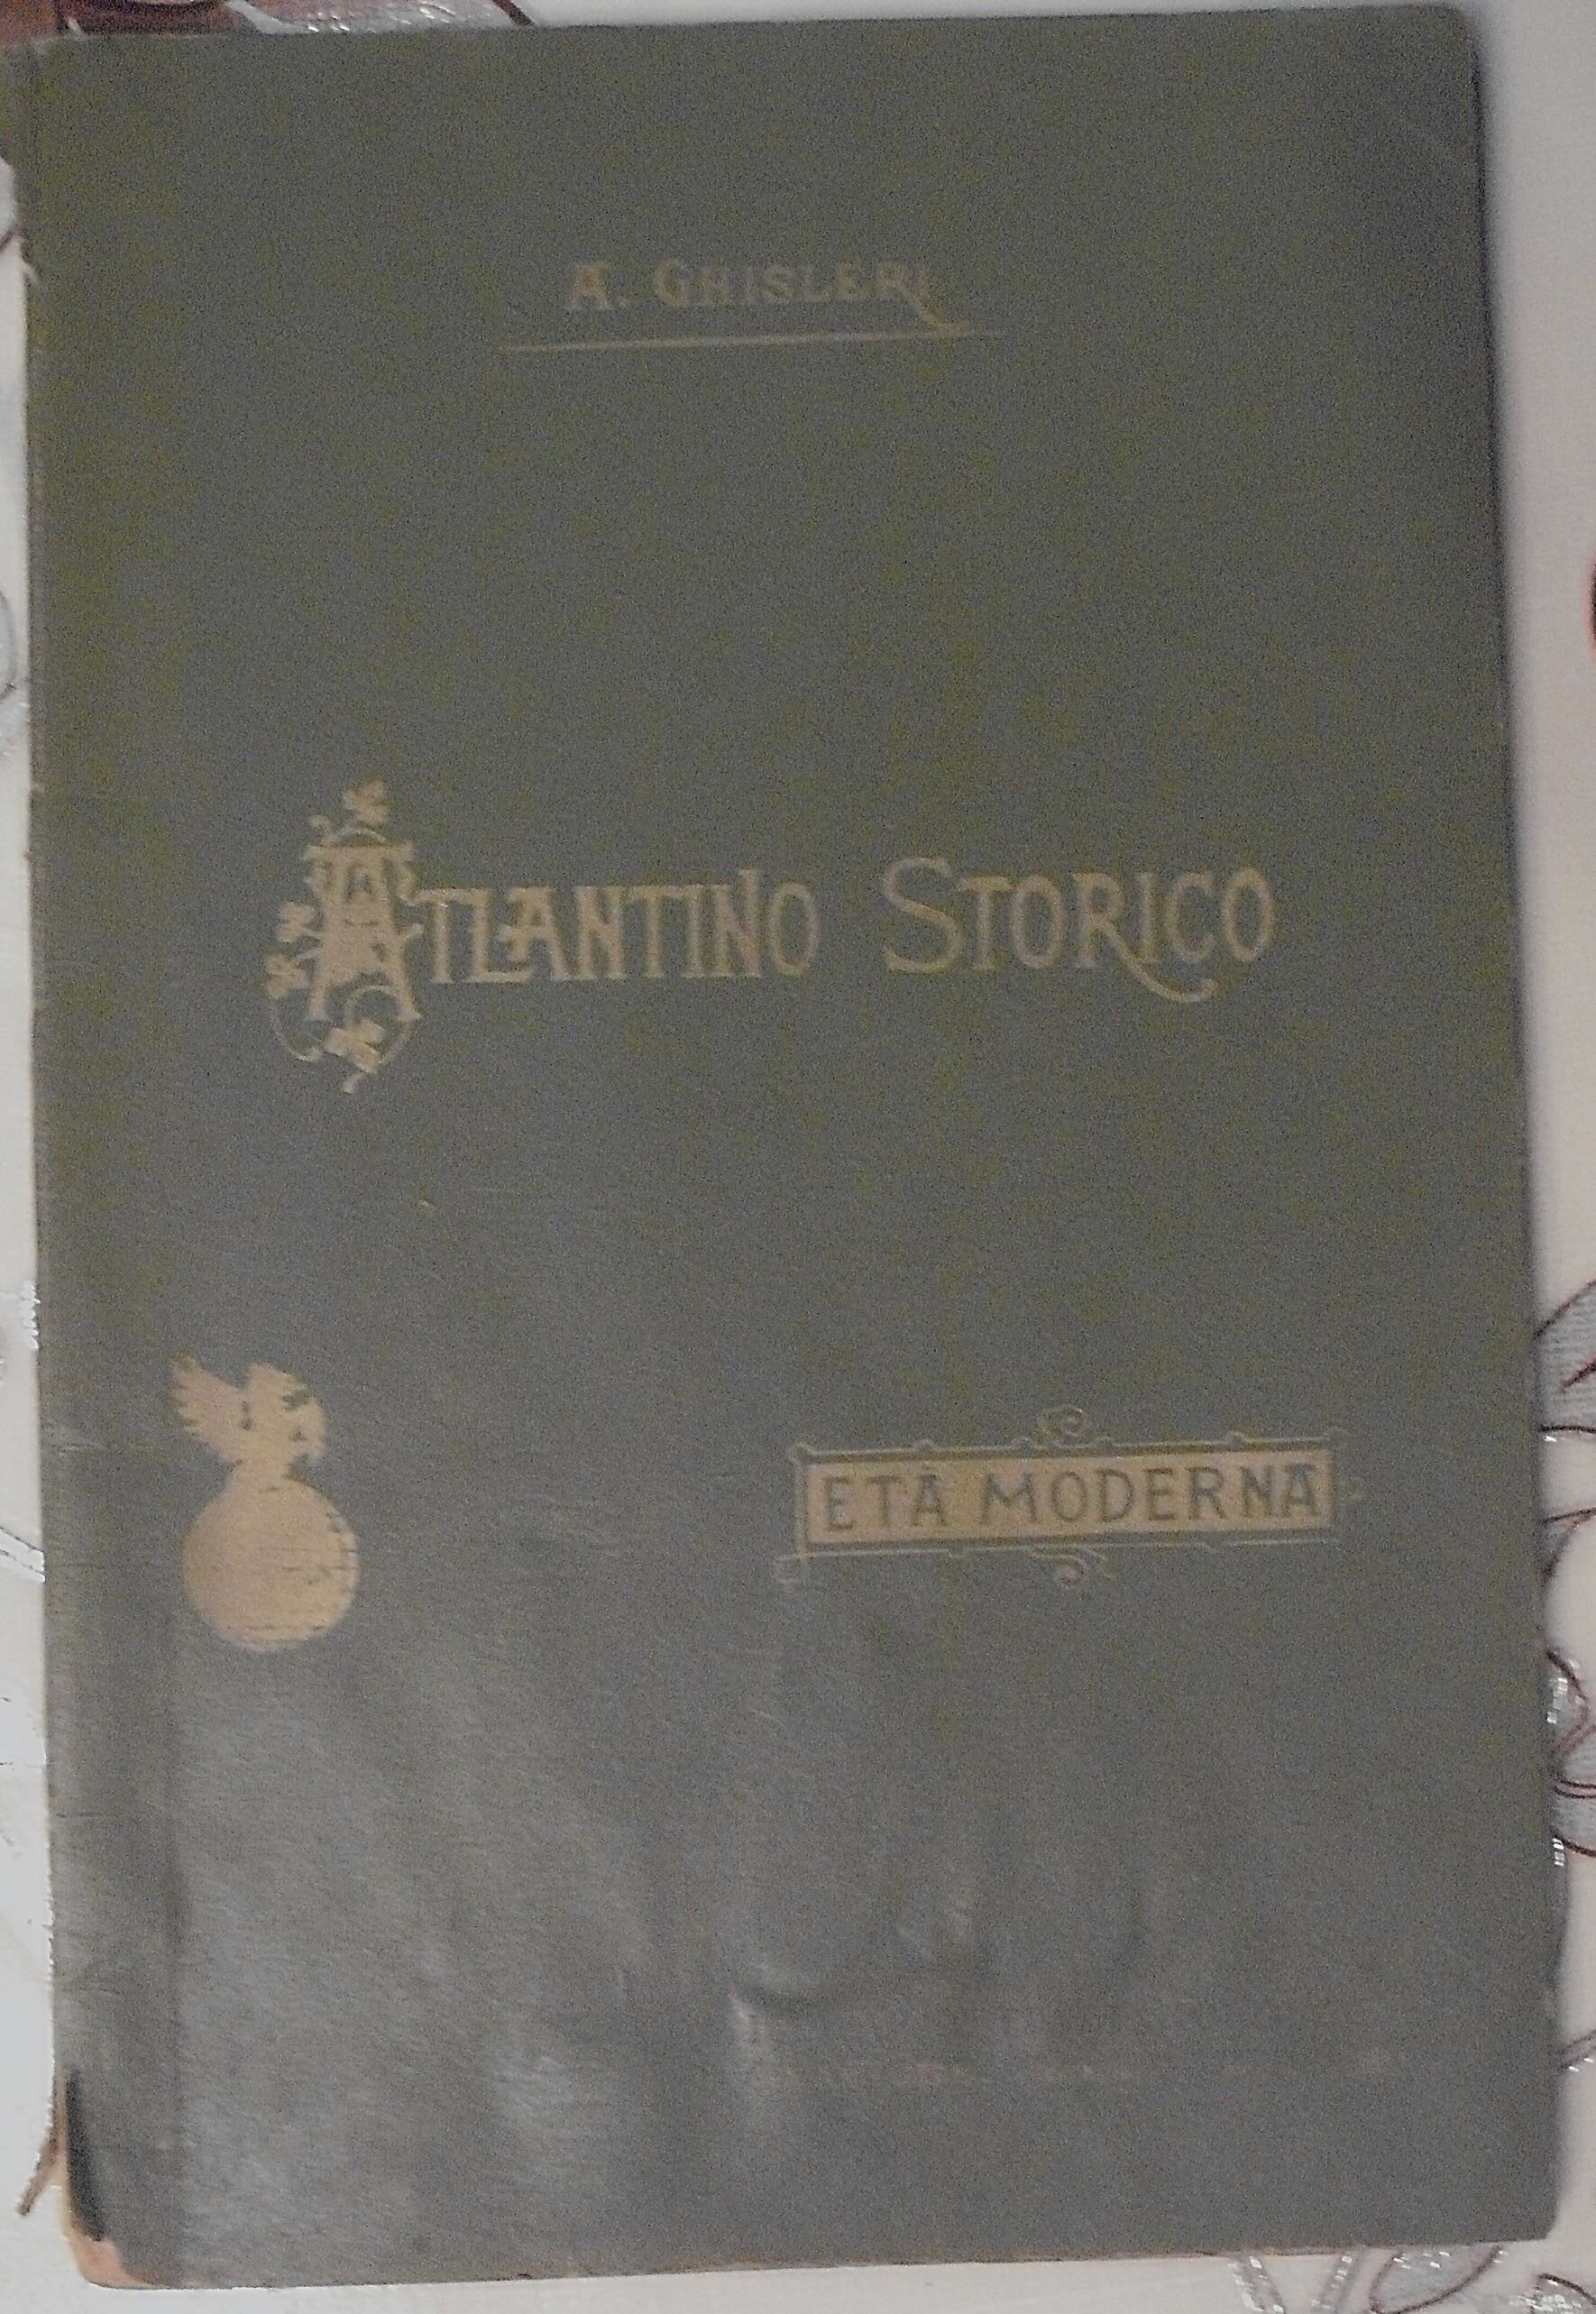 A. GHISLERI
ATLANTINO STORICO
ETÀ MODERNA